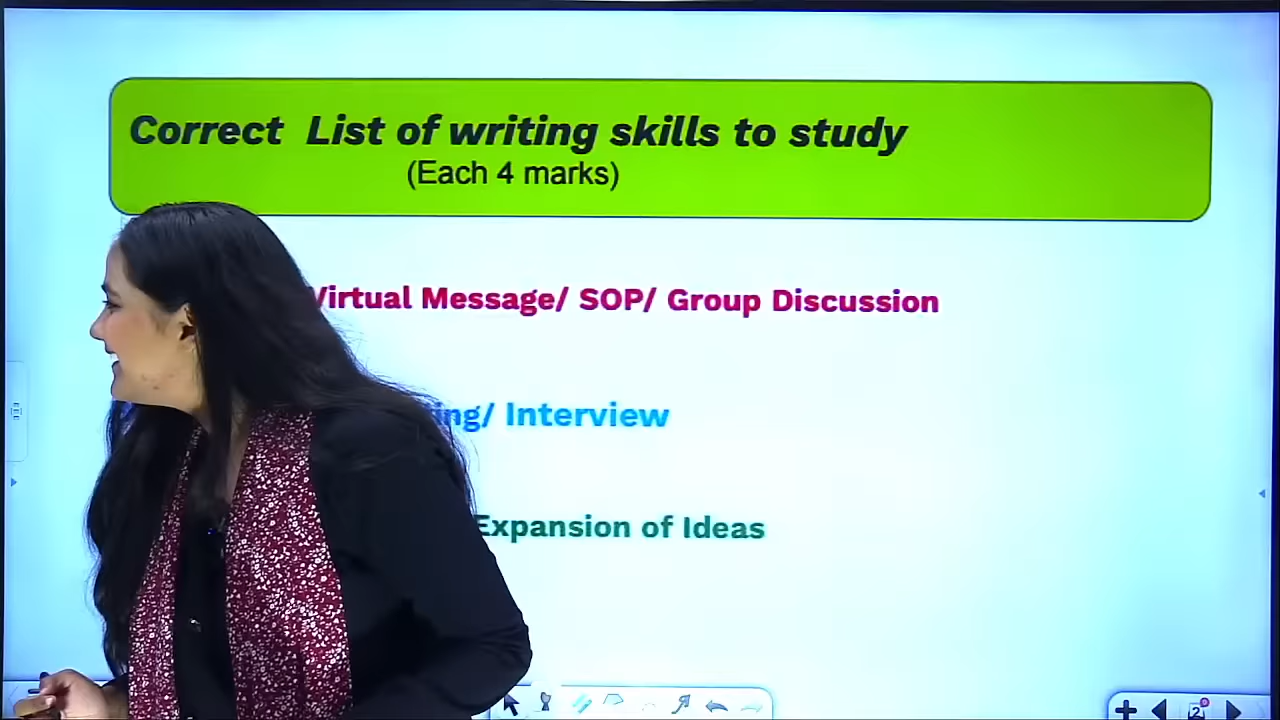 Correct List of writing skills to study
(Each 4 marks)
Virtual Message/ SOP/ Group Discussion
Interview
Expansion of Ideas
2